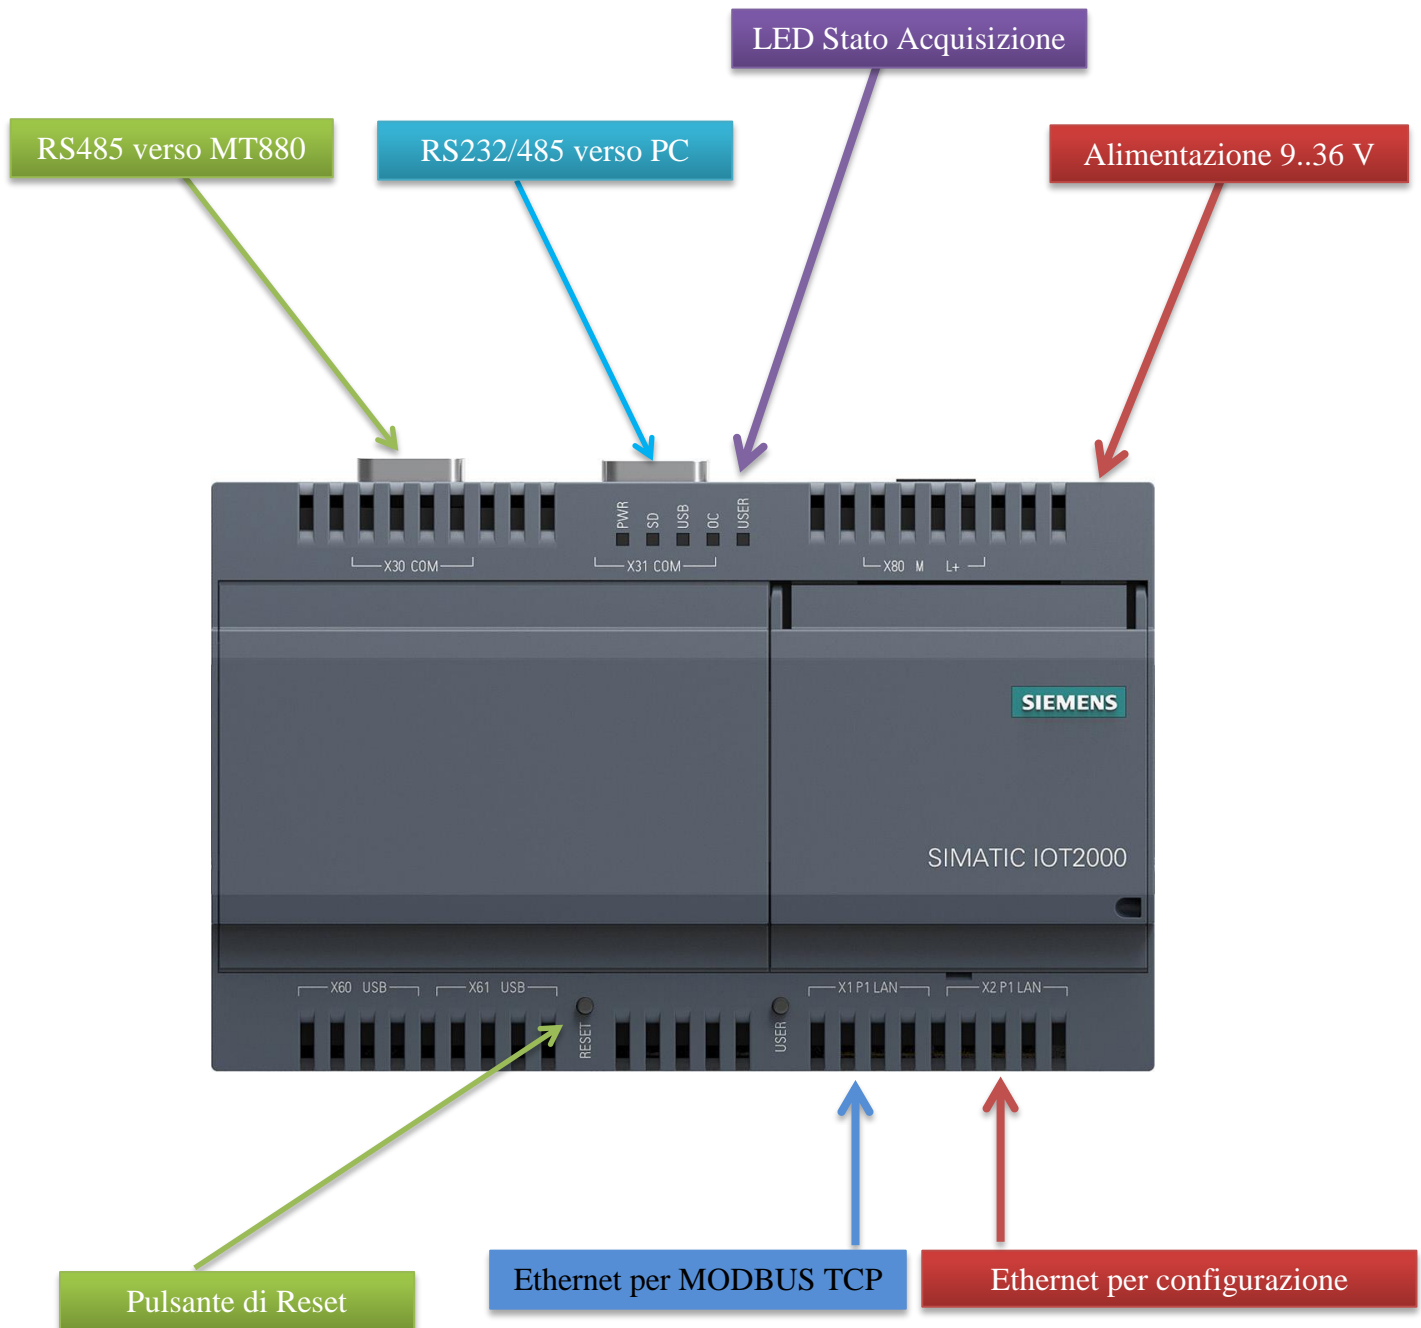 LED Stato Acquisizione
RS485 verso MT880
RS232/485 verso PC
Alimentazione 9..36 V
PWR
SD
USB
OC
USER
X30 COM
X31 COM
X80 M L+
SIEMENS
SIMATIC IOT2000
X60 USB
X61 USB
X1 P1 LAN
X2 P1 LAN
RESET
USER
Ethernet per MODBUS TCP
Ethernet per configurazione
Pulsante di Reset